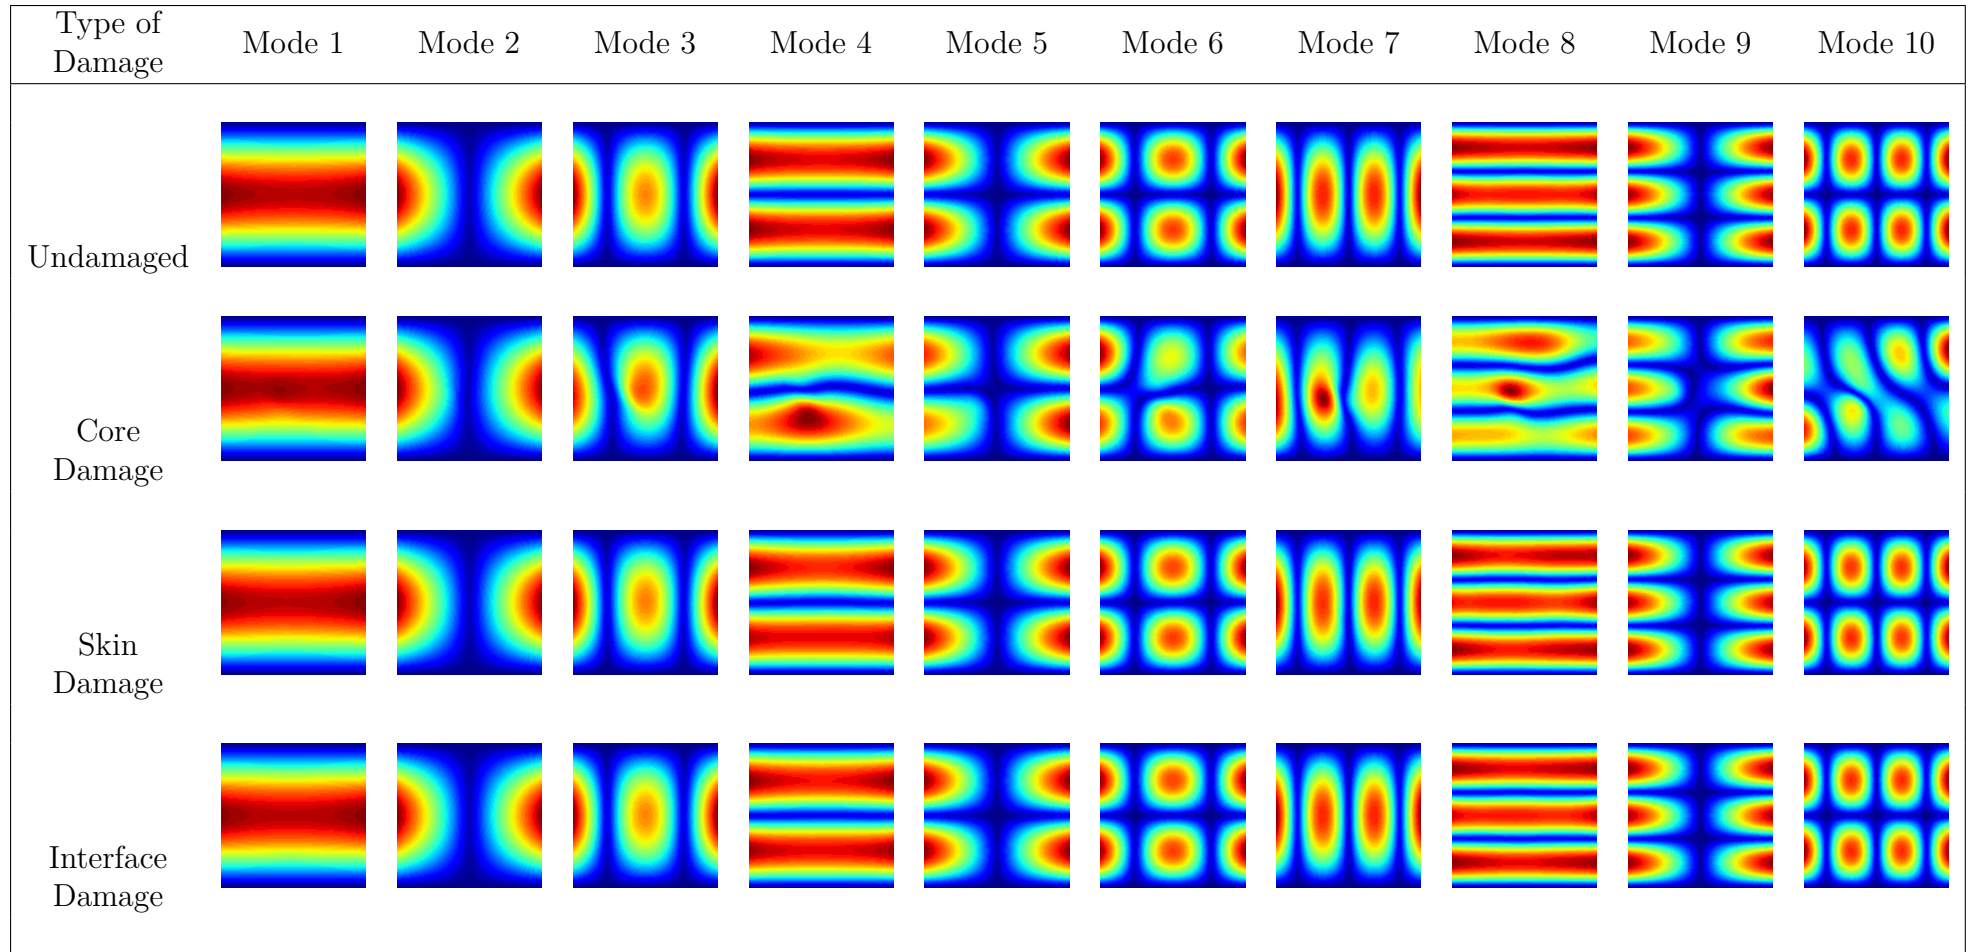 Type of
Damage
Mode 1 Mode 2 Mode 3 Mode 4 Mode 5 Mode 6 Mode 7 Mode 8 Mode 9 Mode 10
Undamaged
Core
Damage
Skin
Damage
Interface
Damage